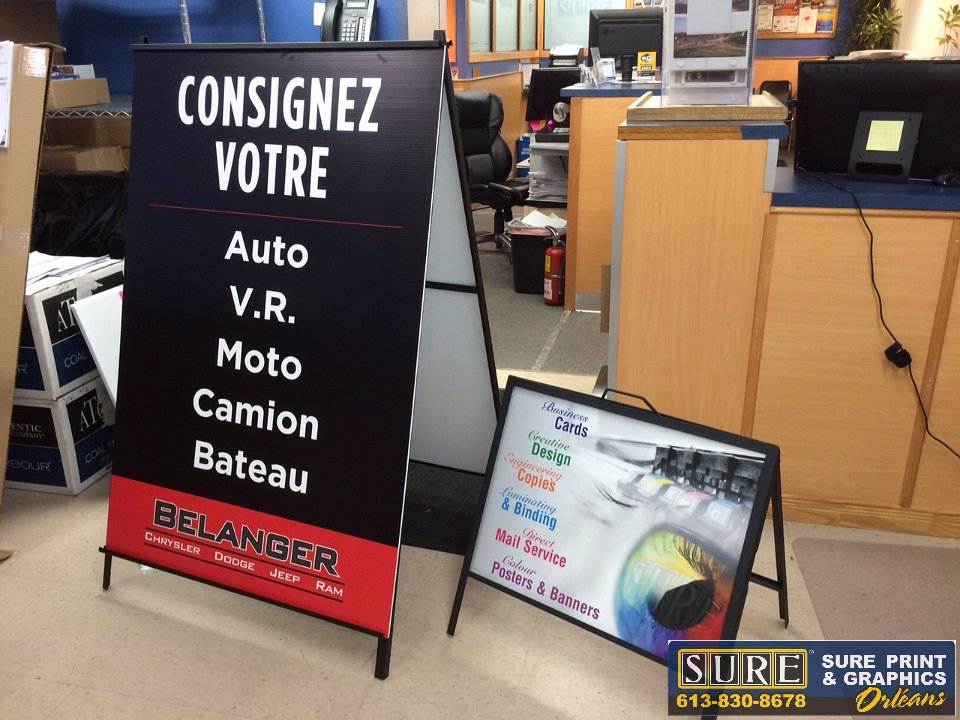 CONSIGNEZ
VOTRE
Auto
V.R.
Moto
Camion
Bateau
BELANGER
CHRYSLER DODGE JEEP RAM
Business
Cards
Creative
Design
Engineering
Copies
Laminating
& Binding
Direct
Mail Service
Colour
Posters & Banners
SURE
613-830-8678
SURE PRINT
& GRAPHICS
Orléans